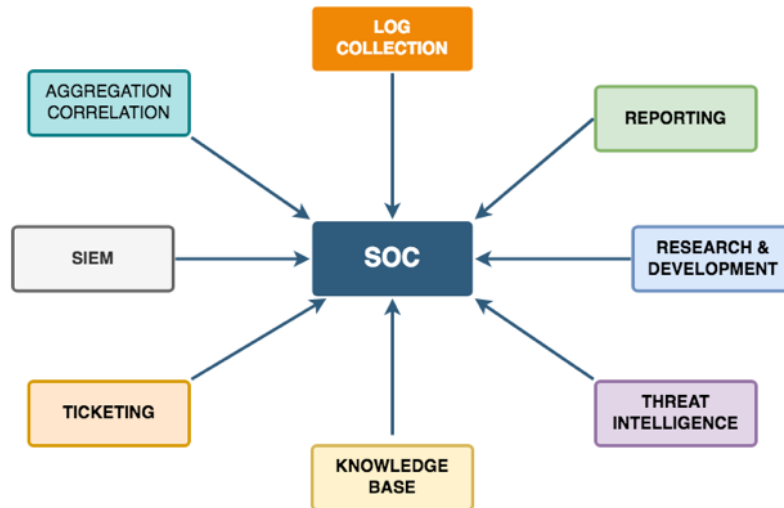 LOG
COLLECTION
AGGREGATION
CORRELATION
REPORTING
SIEM
SOC
RESEARCH &
DEVELOPMENT
TICKETING
THREAT
INTELLIGENCE
KNOWLEDGE
BASE